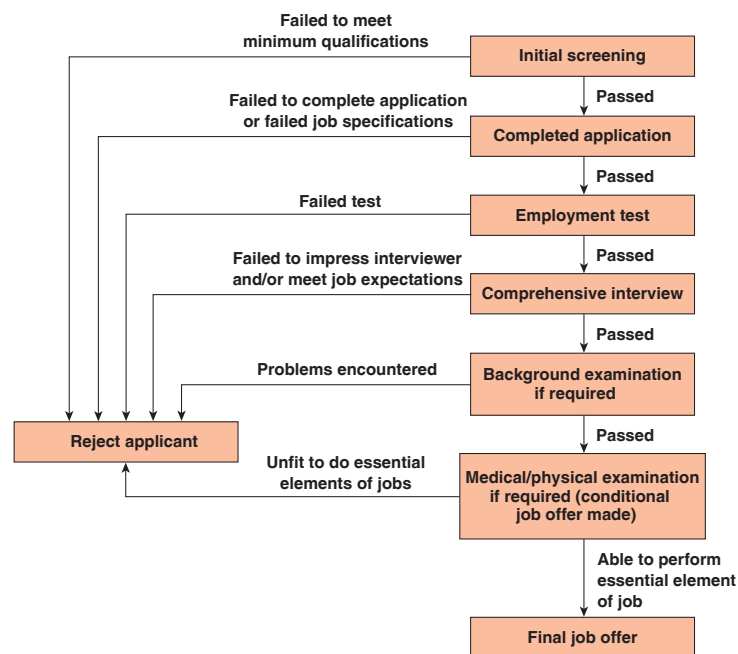 Failed to meet
minimum qualifications
Initial screening
Passed
Failed to complete application
or failed job specifications
Completed application
Passed
Failed test
Employment test
Passed
Failed to impress interviewer
and/or meet job expectations
Comprehensive interview
Passed
Problems encountered
Background examination
if required
Passed
Reject applicant
Unfit to do essential
elements of jobs
Medical/physical examination
if required (conditional
job offer made)
Able to perform
essential element
of job
Final job offer